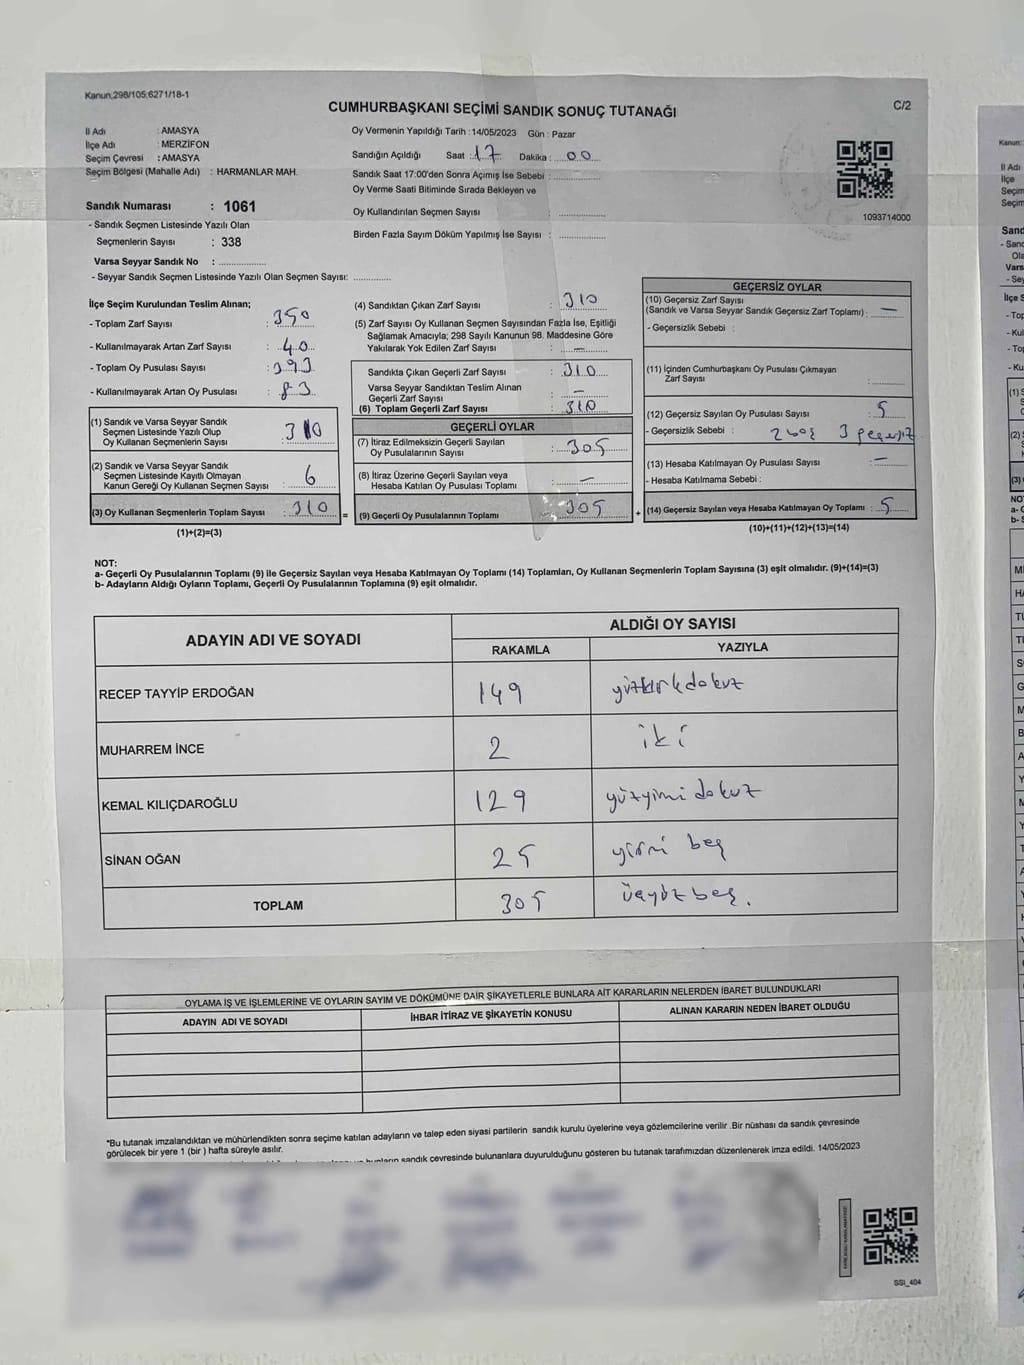 Kanun;298/105;6271/18-1
CUMHURBAŞKANI SEÇİMİ SANDIK SONUÇ TUTANAĞI
C/2
İl Adı : AMASYA
İlçe Adı : MERZİFON
Seçim Çevresi : AMASYA
Seçim Bölgesi (Mahalle Adı) : HARMANLAR MAH.
Sandık Numarası : 1061
- Sandık Seçmen Listesinde Yazılı Olan
Seçmenlerin Sayısı : 338
Varsa Seyyar Sandık No : ....................
- Seyyar Sandık Seçmen Listesinde Yazılı Olan Seçmen Sayısı: ..............
Oy Vermenin Yapıldığı Tarih : 14/05/2023 Gün : Pazar
Sandığın Açıldığı Saat : 17 Dakika : 00
Sandık Saat 17:00'den Sonra Açımış İse Sebebi : ....................
Oy Verme Saati Bitiminde Sırada Bekleyen ve
Oy Kullandırılan Seçmen Sayısı : ....................
Birden Fazla Sayım Döküm Yapılmış İse Sayısı : ....................
1093714000
İlçe Seçim Kurulundan Teslim Alınan;
- Toplam Zarf Sayısı : 350
- Kullanılmayarak Artan Zarf Sayısı : 40
- Toplam Oy Pusulası Sayısı : 393
- Kullanılmayarak Artan Oy Pusulası : 83
(1) Sandık ve Varsa Seyyar Sandık
Seçmen Listesinde Yazılı Olup
Oy Kullanan Seçmenlerin Sayısı 310
(2) Sandık ve Varsa Seyyar Sandık
Seçmen Listesinde Kayıtlı Olmayan
Kanun Gereği Oy Kullanan Seçmen Sayısı : 6
(3) Oy Kullanan Seçmenlerin Toplam Sayısı : 310 =
(1)+(2)=(3)
(4) Sandıktan Çıkan Zarf Sayısı : 310
(5) Zarf Sayısı Oy Kullanan Seçmen Sayısından Fazla İse, Eşitliği
Sağlamak Amacıyla; 298 Sayılı Kanunun 98. Maddesine Göre
Yakılarak Yok Edilen Zarf Sayısı : —
Sandıkta Çıkan Geçerli Zarf Sayısı : 310
Varsa Seyyar Sandıktan Teslim Alınan
Geçerli Zarf Sayısı : —
(6) Toplam Geçerli Zarf Sayısı : 310
GEÇERLİ OYLAR
(7) İtiraz Edilmeksizin Geçerli Sayılan
Oy Pusulalarının Sayısı : 305
(8) İtiraz Üzerine Geçerli Sayılan veya
Hesaba Katılan Oy Pusulası Toplamı : —
(9) Geçerli Oy Pusulalarının Toplamı : 305 +
GEÇERSİZ OYLAR
(10) Geçersiz Zarf Sayısı
(Sandık ve Varsa Seyyar Sandık Geçersiz Zarf Toplamı) : —
- Geçersizlik Sebebi :
(11) İçinden Cumhurbaşkanı Oy Pusulası Çıkmayan
Zarf Sayısı : ..........
(12) Geçersiz Sayılan Oy Pusulası Sayısı : 5
- Geçersizlik Sebebi : 2 boş 3 geçersiz
(13) Hesaba Katılmayan Oy Pusulası Sayısı : —
- Hesaba Katılmama Sebebi :
(14) Geçersiz Sayılan veya Hesaba Katılmayan Oy Toplamı : 5
(10)+(11)+(12)+(13)=(14)
NOT:
a- Geçerli Oy Pusulalarının Toplamı (9) ile Geçersiz Sayılan veya Hesaba Katılmayan Oy Toplamı (14) Toplamları, Oy Kullanan Seçmenlerin Toplam Sayısına (3) eşit olmalıdır. (9)+(14)=(3)
b- Adayların Aldığı Oyların Toplamı, Geçerli Oy Pusulalarının Toplamına (9) eşit olmalıdır.
ADAYIN ADI VE SOYADI ALDIĞI OY SAYISI
RAKAMLA YAZIYLA
RECEP TAYYİP ERDOĞAN 149 yüzkırkdokuz
MUHARREM İNCE 2 iki
KEMAL KILIÇDAROĞLU 129 yüzyirmi dokuz
SİNAN OĞAN 25 yirmi beş
TOPLAM 305 üçyüz beş.
OYLAMA İŞ VE İŞLEMLERİNE VE OYLARIN SAYIM VE DÖKÜMÜNE DAİR ŞİKAYETLERLE BUNLARA AİT KARARLARIN NELERDEN İBARET BULUNDUKLARI
ADAYIN ADI VE SOYADI İHBAR İTİRAZ VE ŞİKAYETİN KONUSU ALINAN KARARIN NEDEN İBARET OLDUĞU
*Bu tutanak imzalandıktan ve mühürlendikten sonra seçime katılan adayların ve talep eden siyasi partilerin sandık kurulu üyelerine veya gözlemcilerine verilir .Bir nüshası da sandık çevresinde
görülecek bir yere 1 (bir ) hafta süreyle asılır.
bunların sandık çevresinde bulunanlara duyurulduğunu gösteren bu tutanak tarafımızdan düzenlenerek imza edildi. 14/05/2023
SSI_404